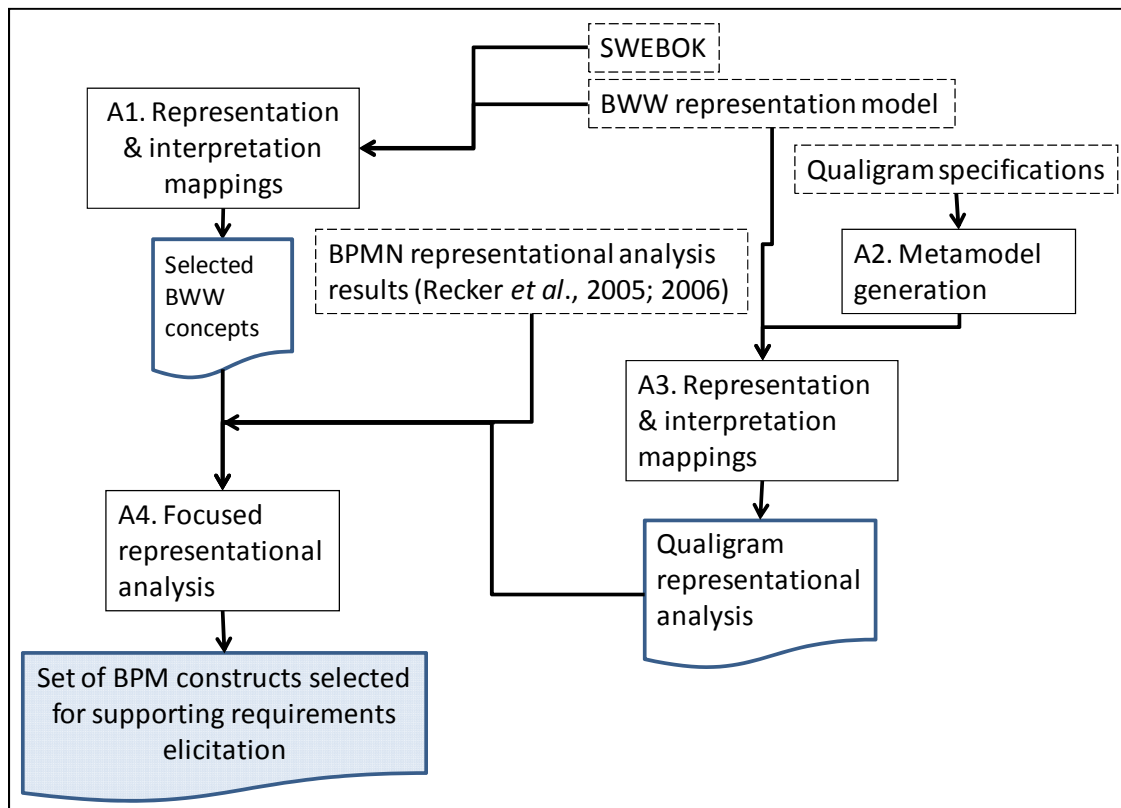 SWEBOK
BWW representation model
A1. Representation
& interpretation
mappings
Qualigram specifications
Selected
BWW
concepts
BPMN representational analysis
results (Recker et al., 2005; 2006)
A2. Metamodel
generation
A3. Representation
& interpretation
mappings
A4. Focused
representational
analysis
Qualigram
representational
analysis
Set of BPM constructs selected
for supporting requirements
elicitation